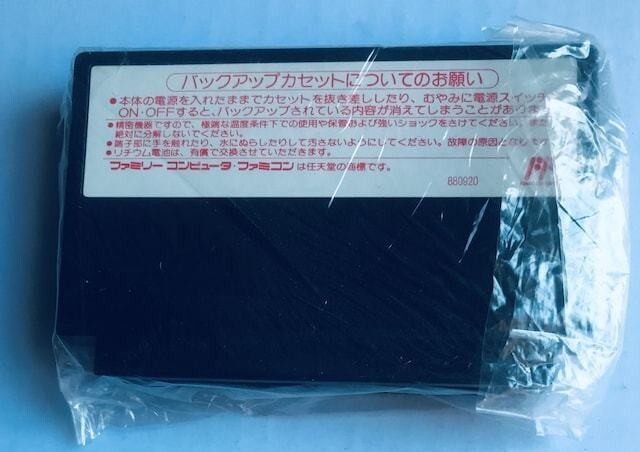 バックアップカセットについてのお願い
●本体の電源を入れたままでカセットを抜き差ししたり、むやみに電源スイッチ
ON・OFFすると、バックアップされている内容が消えてしまうことがありま
●精密機器ですので、極端な温度条件下での使用や保管および強いショックをさけてください。また
絶対に分解しないでください。
●端子部に手を触れたり、水にぬらしたりして汚さないようにしてください。故障の原因となります
●リチウム電池は、有償で交換させていただきます。
ファミリー コンピュータ・ファミコンは任天堂の商標です。
880920